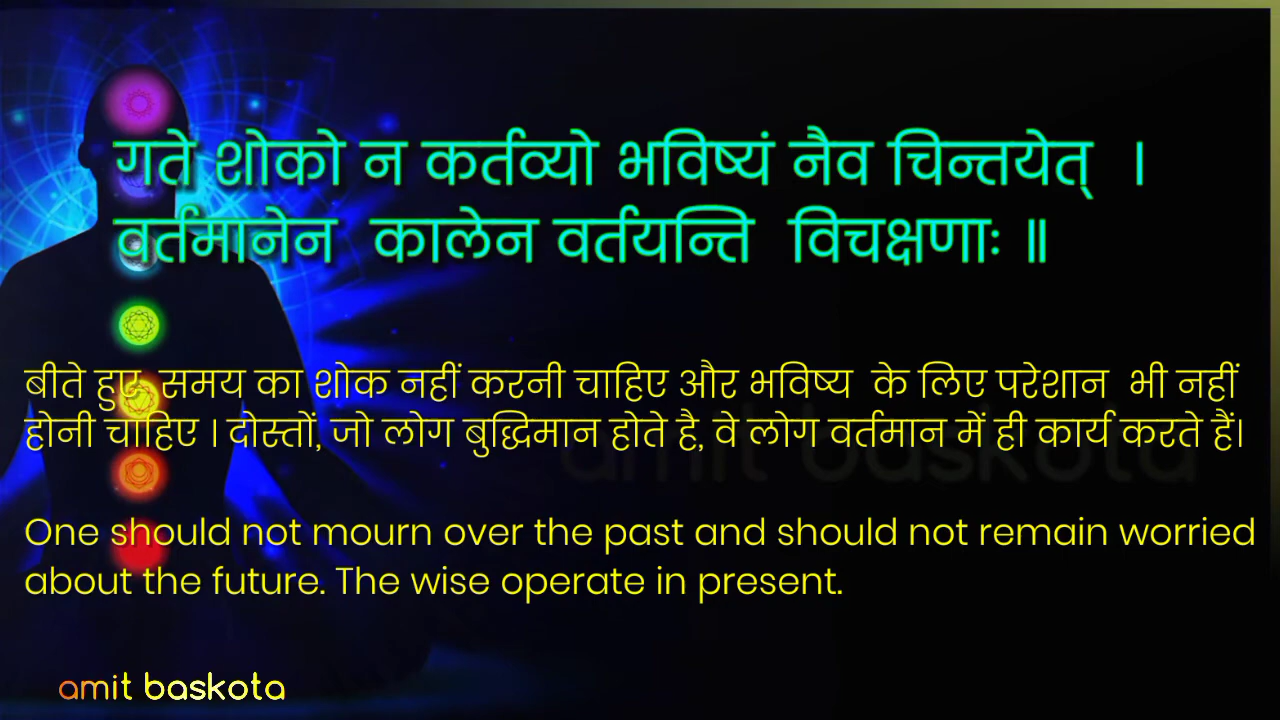 गते शोको न कर्तव्यो भविष्यं नैव चिन्तयेत् ।
वर्तमानेन कालेन वर्तयन्ति विचक्षणाः ॥
बीते हुए समय का शोक नहीं करनी चाहिए और भविष्य के लिए परेशान भी नहीं
होनी चाहिए । दोस्तों, जो लोग बुद्धिमान होते है, वे लोग वर्तमान में ही कार्य करते हैं।
amit baskota
One should not mourn over the past and should not remain worried
about the future. The wise operate in present.
amit baskota